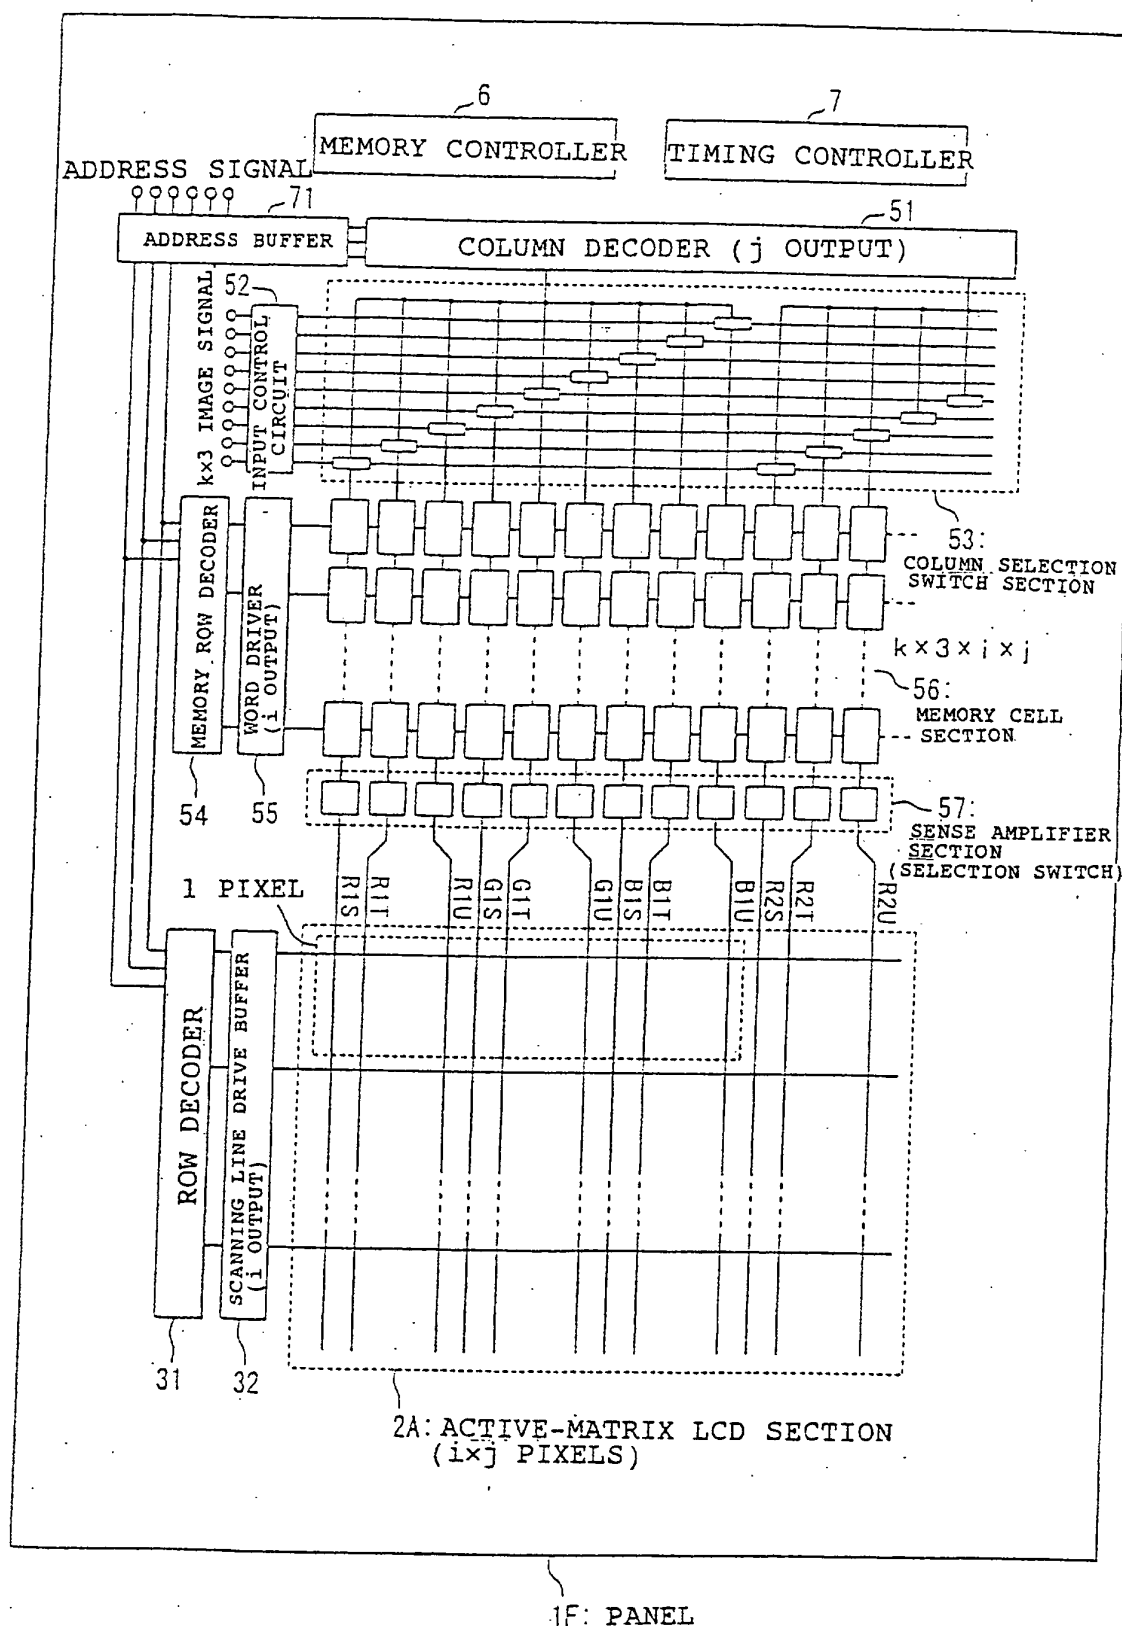 6
7
MEMORY CONTROLLER
TIMING CONTROLLER
ADDRESS SIGNAL
71
51
ADDRESS BUFFER
COLUMN DECODER (j OUTPUT)
k×3 IMAGE SIGNAL
52
INPUT CONTROL
CIRCUIT
53:
COLUMN SELECTION
SWITCH SECTION
MEMORY ROW DECODER
WORD DRIVER
(i OUTPUT)
k×3×i×j
56:
MEMORY CELL
SECTION
54
55
57:
SENSE AMPLIFIER
SECTION
(SELECTION SWITCH)
1 PIXEL
R1S
R1T
R1U
G1S
G1T
G1U
B1S
B1T
B1U
R2S
R2T
R2U
ROW DECODER
SCANNING LINE DRIVE BUFFER
(i OUTPUT)
31
32
2A: ACTIVE-MATRIX LCD SECTION
(i×j PIXELS)
1F: PANEL